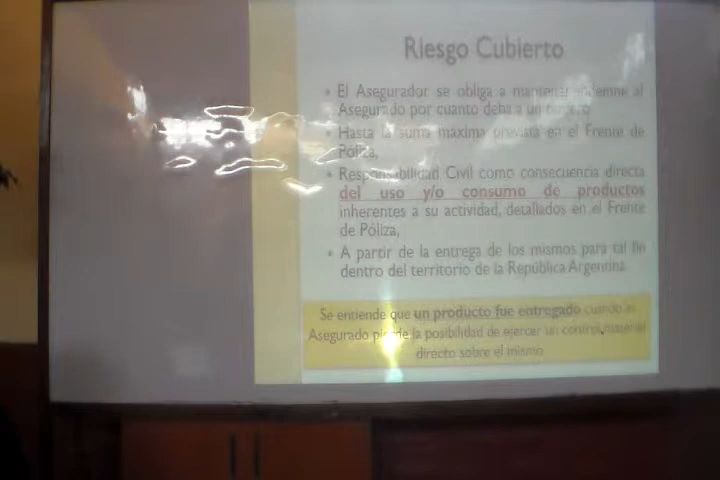 Riesgo Cubierto
• El Asegurador se obliga a mantener indemne al
Asegurado por cuanto deba a un tercero
• Hasta la suma máxima prevista en el Frente de
Póliza,
• Responsabilidad Civil como consecuencia directa
del uso y/o consumo de productos
inherentes a su actividad, detallados en el Frente
de Póliza,
• A partir de la entrega de los mismos para tal fin
dentro del territorio de la República Argentina
Se entiende que un producto fue entregado cuando el
Asegurado pierde la posibilidad de ejercer un control material
directo sobre el mismo